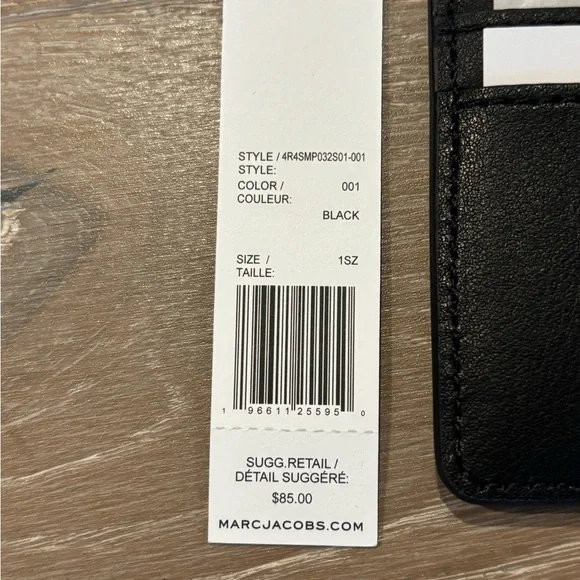 STYLE / 4R4SMP032S01-001
STYLE:
COLOR / 001
COULEUR:
BLACK
SIZE / 1SZ
TAILLE:
1 96611 25595 0
SUGG.RETAIL /
DÉTAIL SUGGÉRÉ:
$85.00
MARCJACOBS.COM